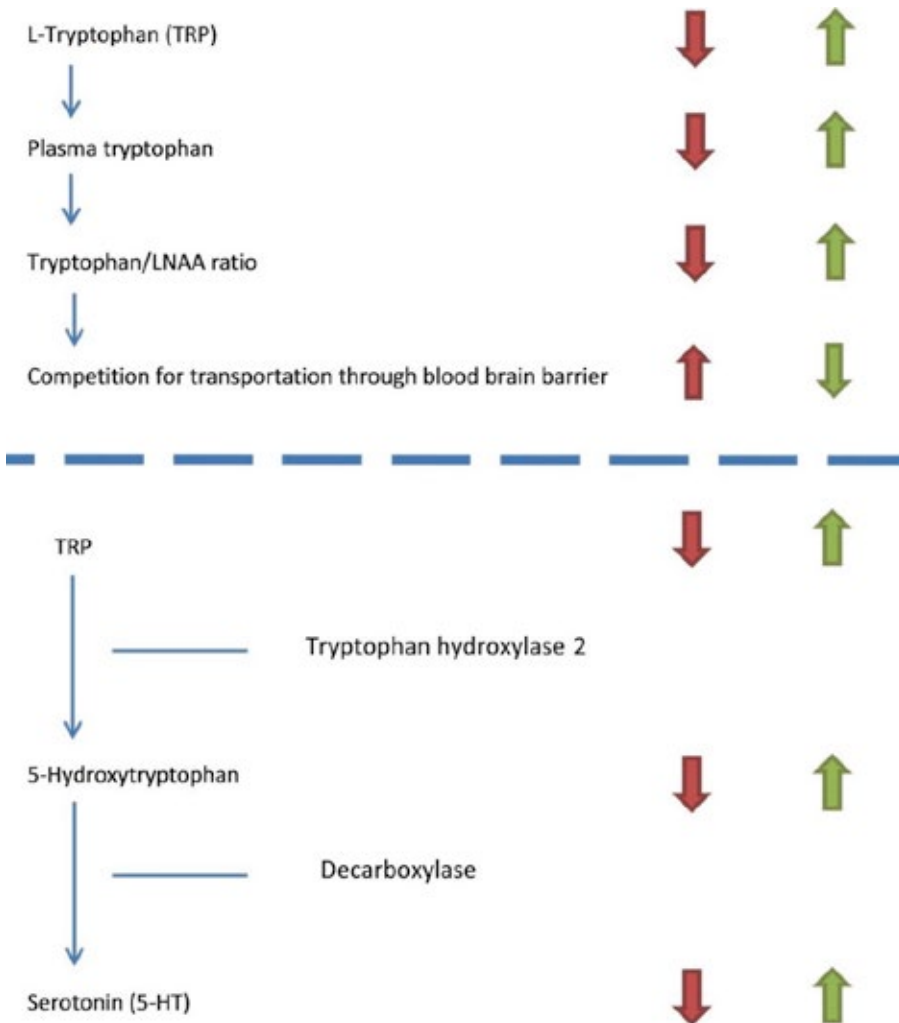 L-Tryptophan (TRP)
Plasma tryptophan
Tryptophan/LNAA ratio
Competition for transportation through blood brain barrier
TRP
Tryptophan hydroxylase 2
5-Hydroxytryptophan
Decarboxylase
Serotonin (5-HT)